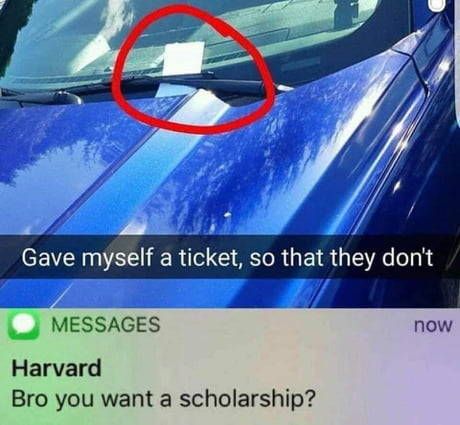 Gave myself a ticket, so that they don't
MESSAGES now
Harvard
Bro you want a scholarship?